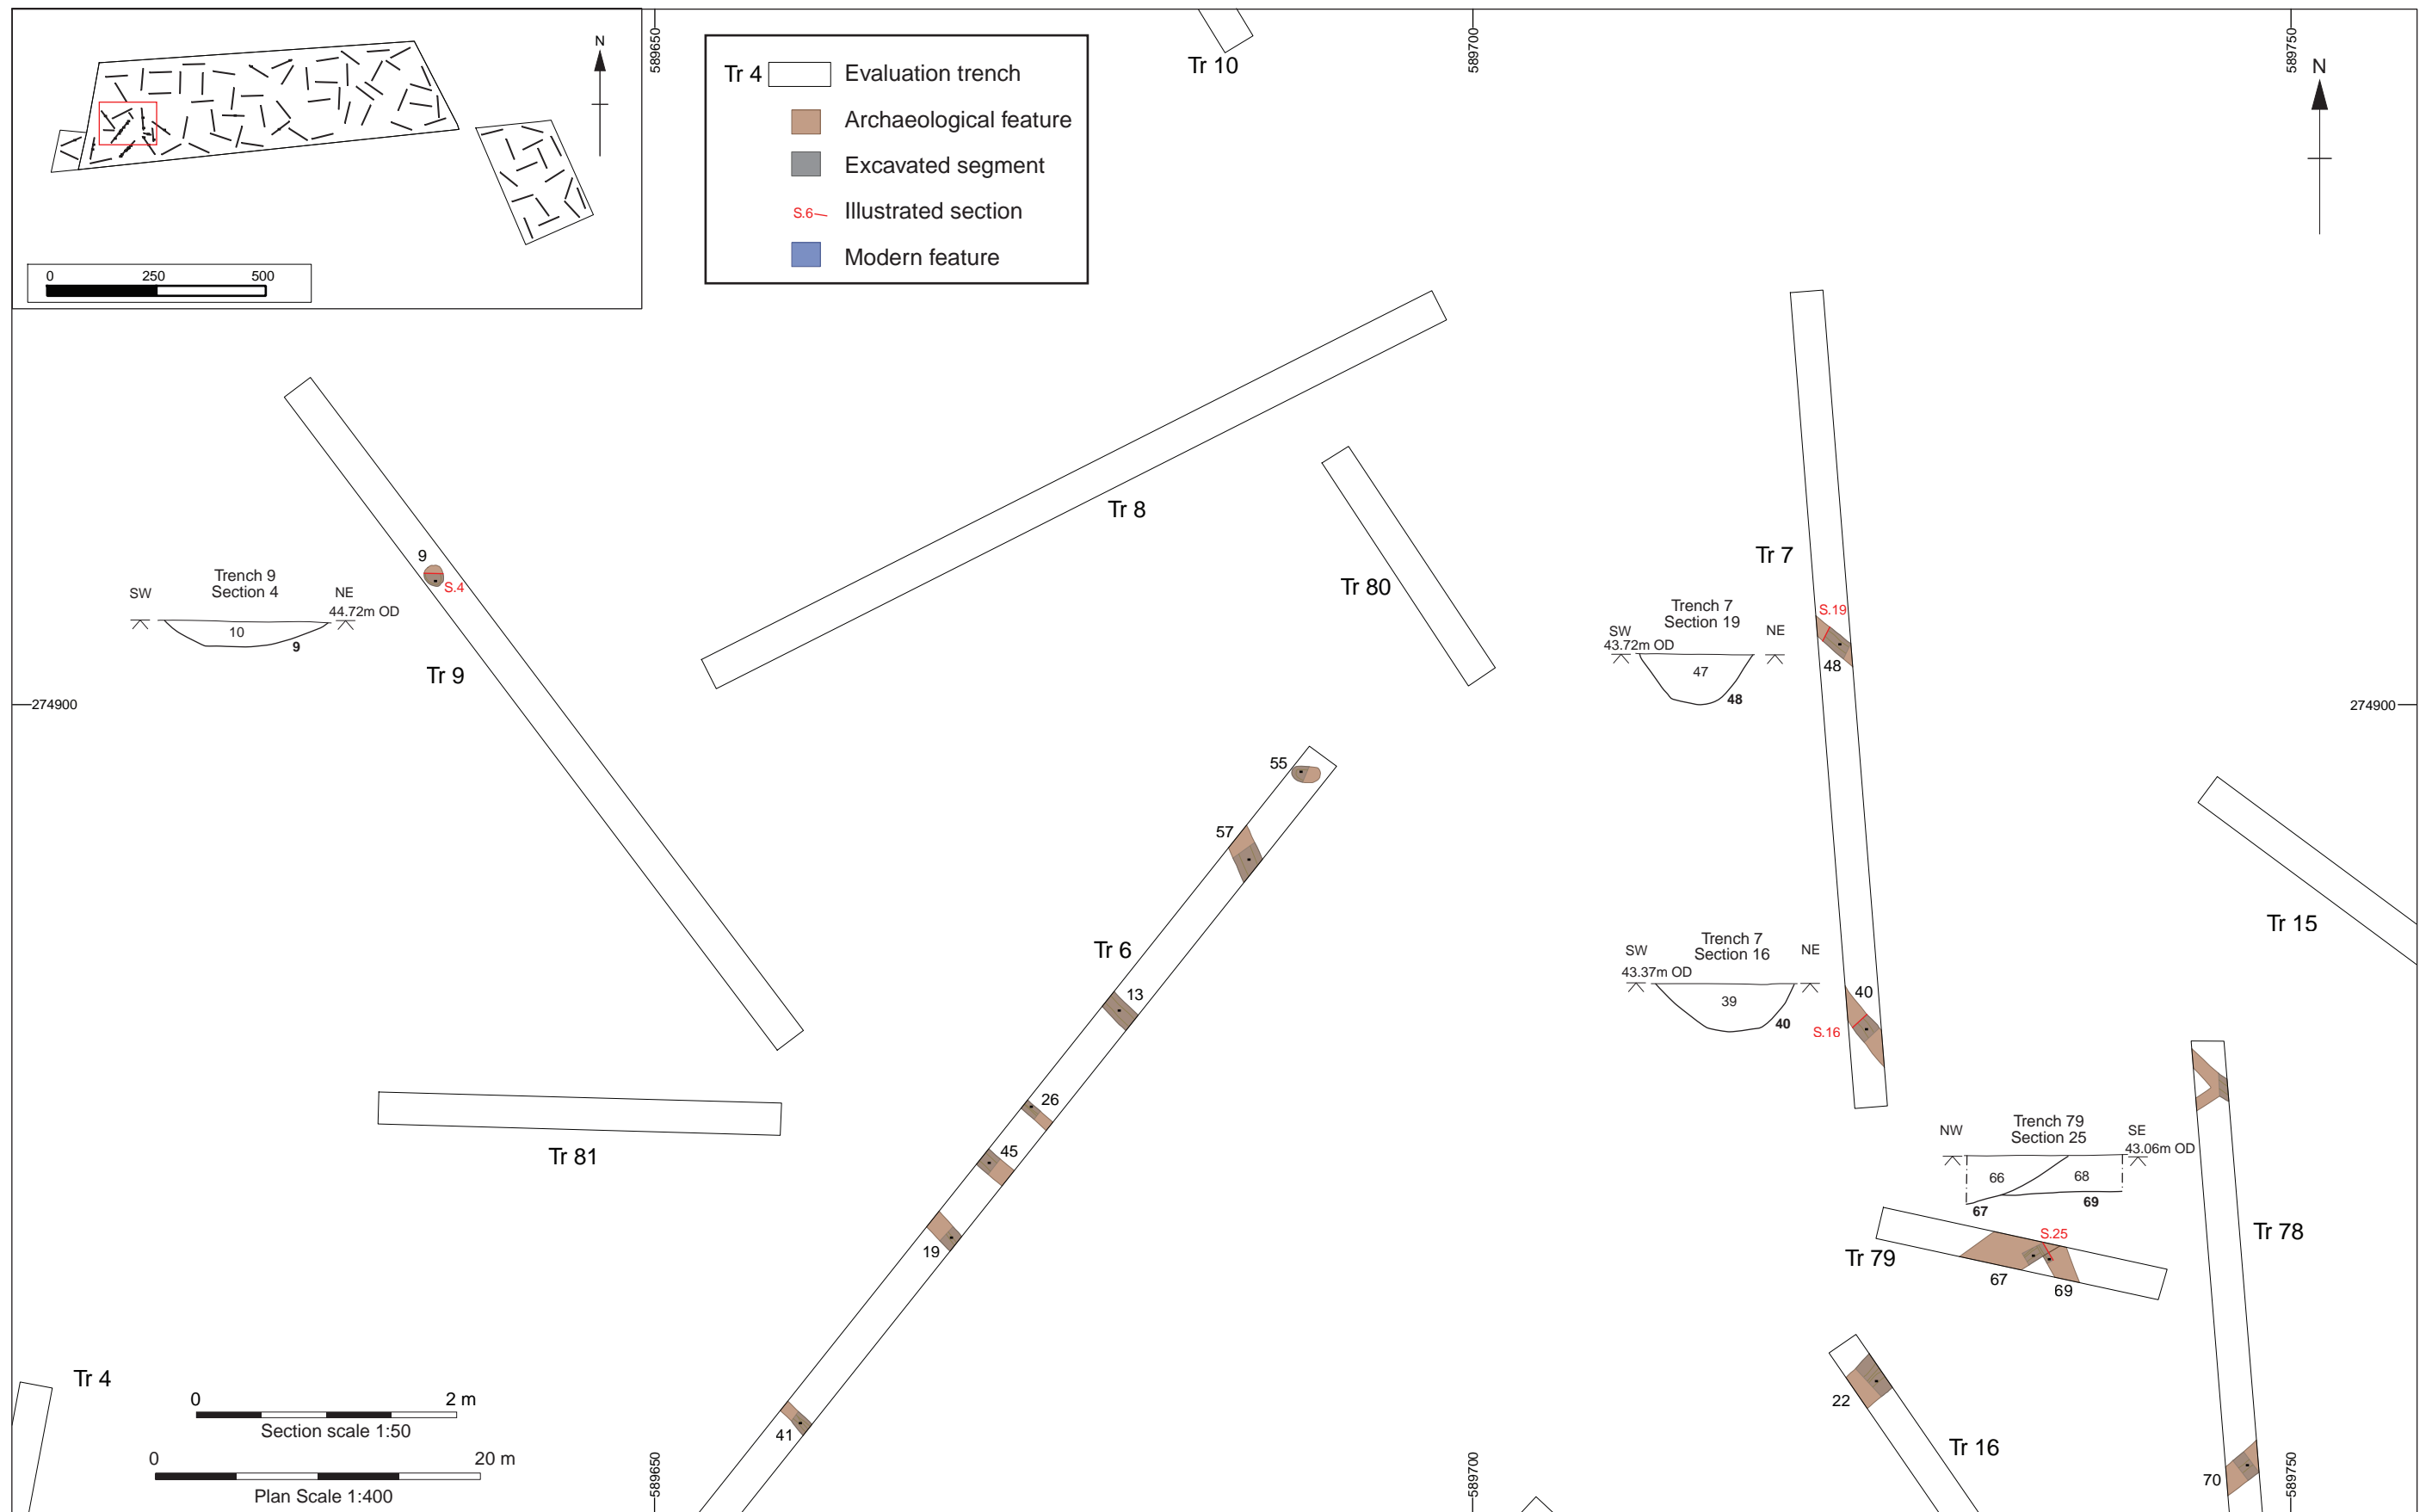 N
0 250 500
589650
Tr 4 Evaluation trench
Archaeological feature
Excavated segment
S.6 Illustrated section
Modern feature
Tr 10
589700
589750
N
Tr 8
Tr 80
Tr 7
9
S.4
Trench 9
Section 4
SW
NE
44.72m OD
10
9
Tr 9
S.19
48
Trench 7
Section 19
SW
NE
43.72m OD
47
48
274900
274900
55
57
Tr 6
13
26
45
19
41
Tr 15
Trench 7
Section 16
SW
NE
43.37m OD
39
40
40
S.16
Tr 81
Trench 79
Section 25
NW
SE
43.06m OD
66
68
67
69
S.25
Tr 79
67
69
Tr 78
70
22
Tr 16
Tr 4
0 2 m
Section scale 1:50
0 20 m
Plan Scale 1:400
589650
589700
589750